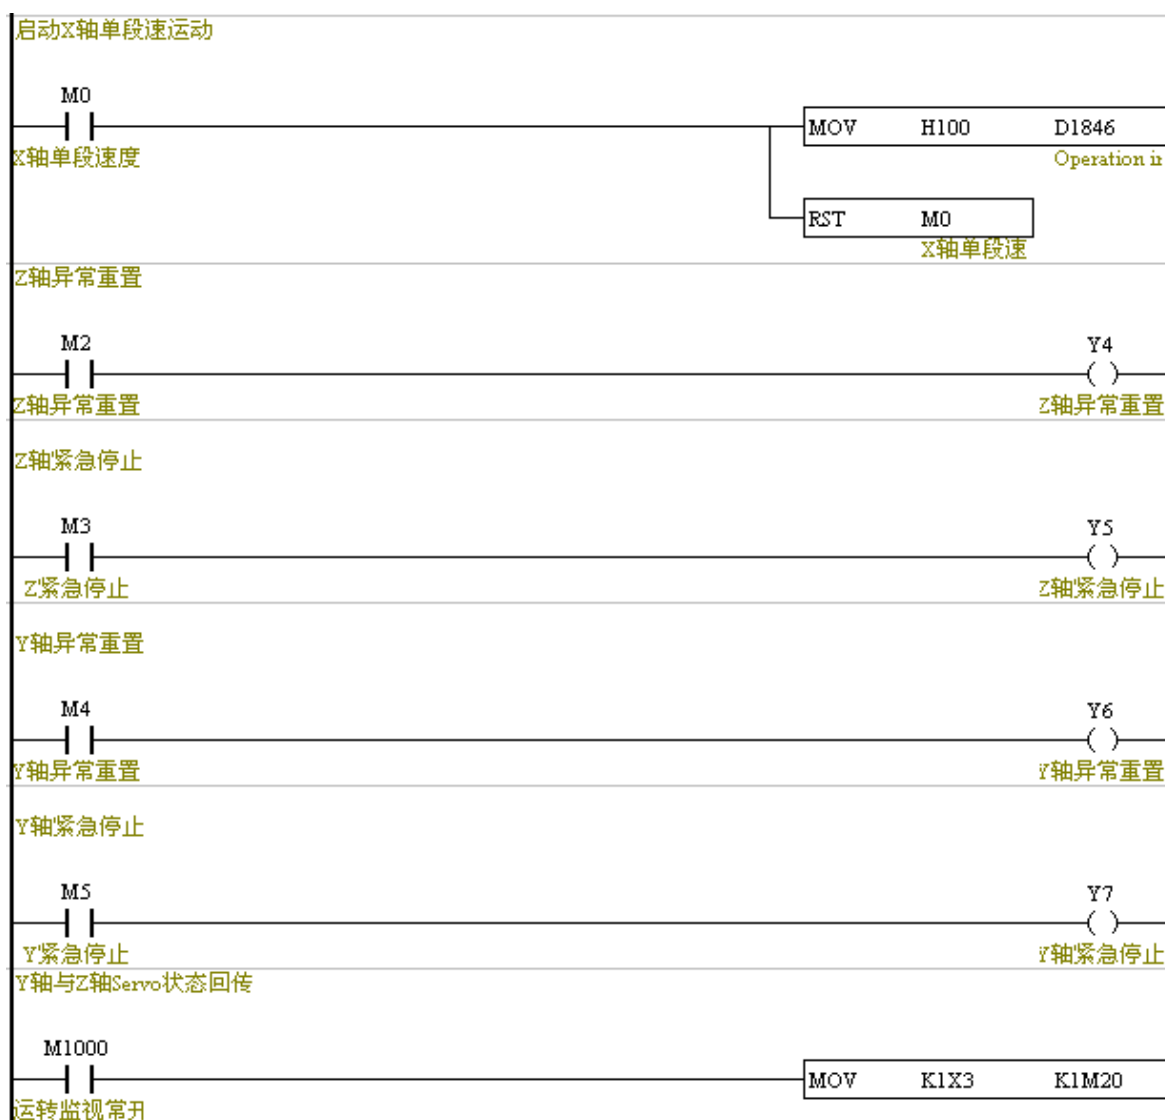 启动X轴单段速运动
M0
MOV H100 D1846
X轴单段速度
Operation in
RST M0
X轴单段速
Z轴异常重置
M2 Y4
Z轴异常重置 Z轴异常重置
Z轴紧急停止
M3 Y5
Z紧急停止 Z轴紧急停止
Y轴异常重置
M4 Y6
Y轴异常重置 Y轴异常重置
Y轴紧急停止
M5 Y7
Y紧急停止 Y轴紧急停止
Y轴与Z轴Servo状态回传
M1000
MOV K1X3 K1M20
运转监视常开